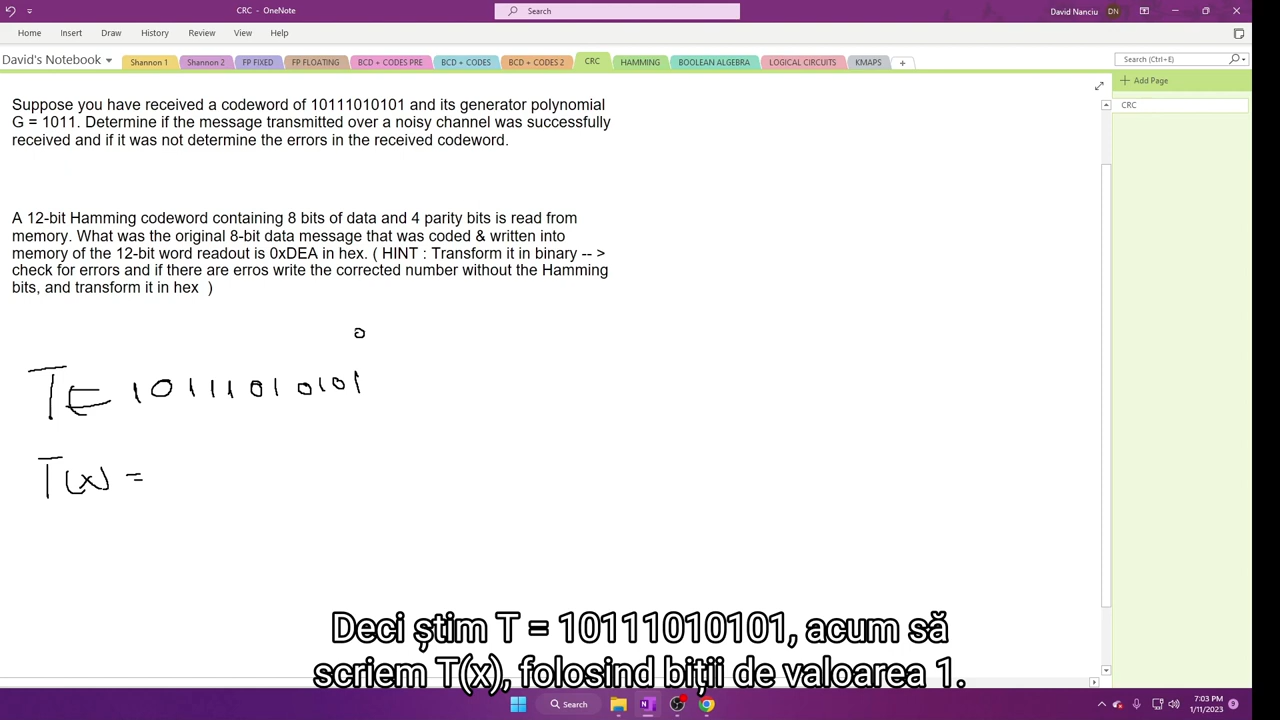 CRC - OneNote
Search
David Nanciu DN
Home Insert Draw History Review View Help
David's Notebook Shannon 1 Shannon 2 FP FIXED FP FLOATING BCD + CODES PRE BCD + CODES BCD + CODES 2 CRC HAMMING BOOLEAN ALGEBRA LOGICAL CIRCUITS KMAPS
Search (Ctrl+E)
Add Page
CRC
Suppose you have received a codeword of 10111010101 and its generator polynomial
G = 1011. Determine if the message transmitted over a noisy channel was successfully
received and if it was not determine the errors in the received codeword.
A 12-bit Hamming codeword containing 8 bits of data and 4 parity bits is read from
memory. What was the original 8-bit data message that was coded & written into
memory of the 12-bit word readout is 0xDEA in hex. ( HINT : Transform it in binary -- >
check for errors and if there are erros write the corrected number without the Hamming
bits, and transform it in hex )
0
T = 10111010101
T(x) =
Deci știm T = 10111010101, acum să
scriem T(x), folosind biții de valoarea 1.
Search
7:03 PM
1/11/2023